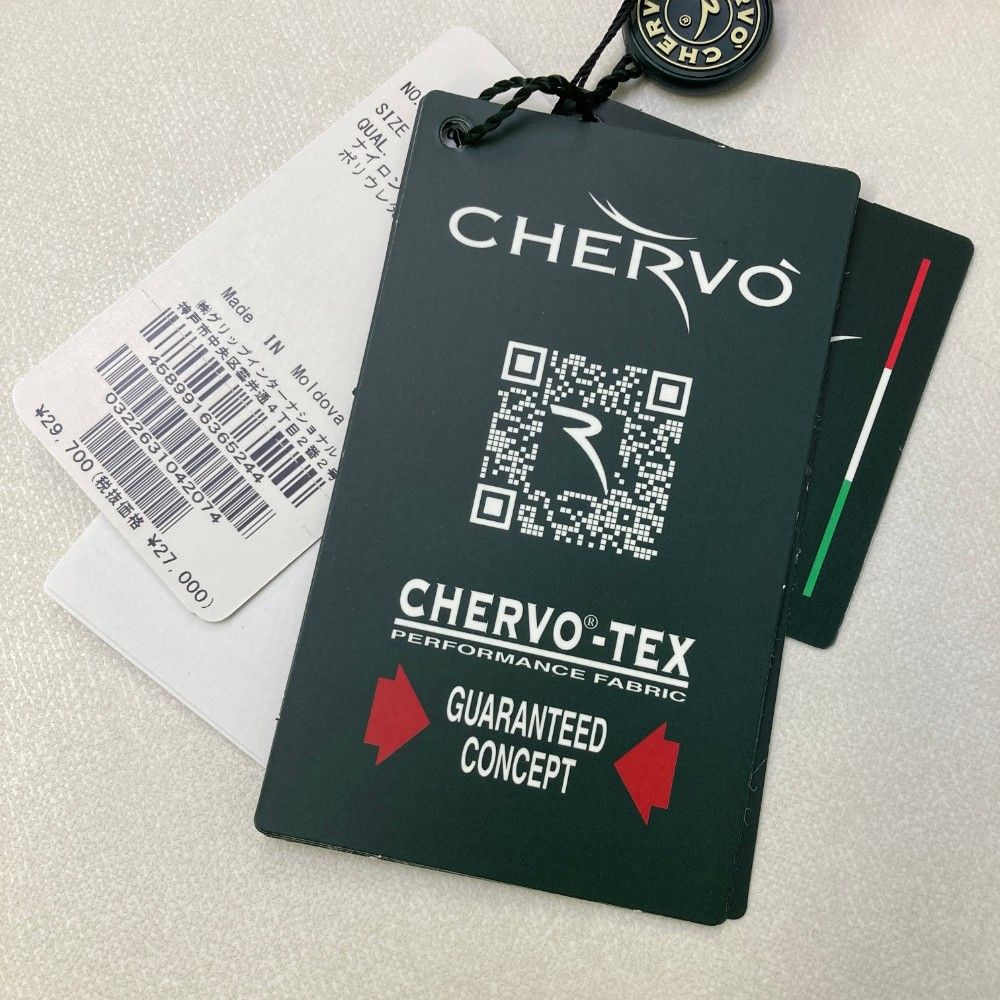 CHERVÒ
CHERVÒ
CHERVO®-TEX
PERFORMANCE FABRIC
GUARANTEED
CONCEPT
NO.
SIZE
QUAL.
ナイロン
ポリウレタ
Made IN Moldova
㈱グリップインターナショナル
神戸市中央区雲井通4丁目2番2号
4589916365244
0322631042074
¥29,700(税抜価格 ¥27,000)